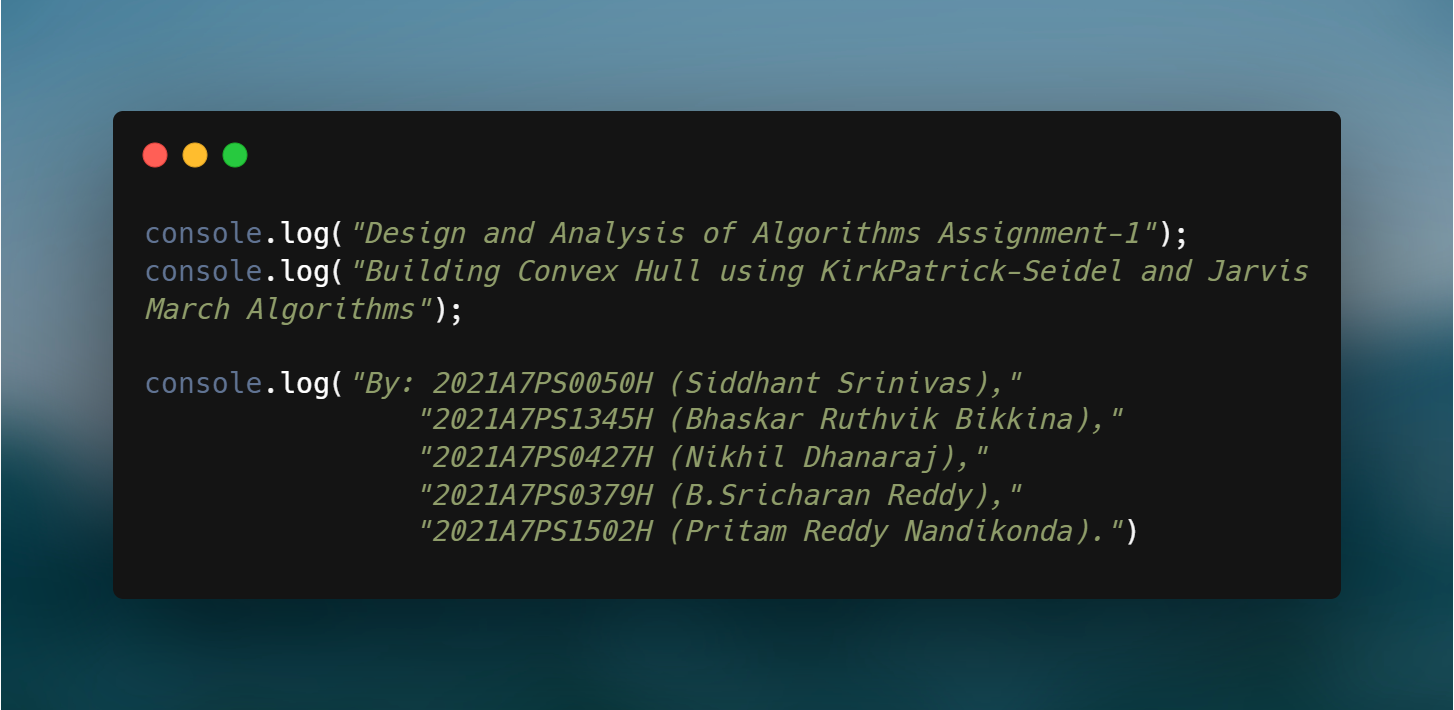 console.log("Design and Analysis of Algorithms Assignment-1");
console.log("Building Convex Hull using KirkPatrick-Seidel and Jarvis
March Algorithms");
console.log("By: 2021A7PS0050H (Siddhant Srinivas),"
"2021A7PS1345H (Bhaskar Ruthvik Bikkina),"
"2021A7PS0427H (Nikhil Dhanaraj),"
"2021A7PS0379H (B.Sricharan Reddy),"
"2021A7PS1502H (Pritam Reddy Nandikonda).")